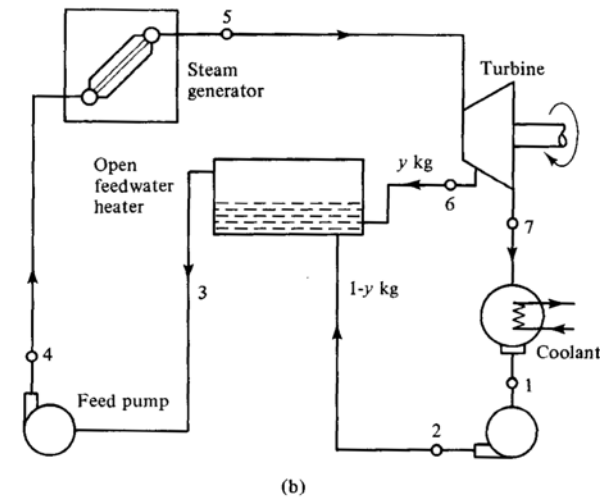 5
Steam
generator
Turbine
Open
feedwater
heater
y kg
6
7
3
1-y kg
Coolant
4
Feed pump
1
2
(b)